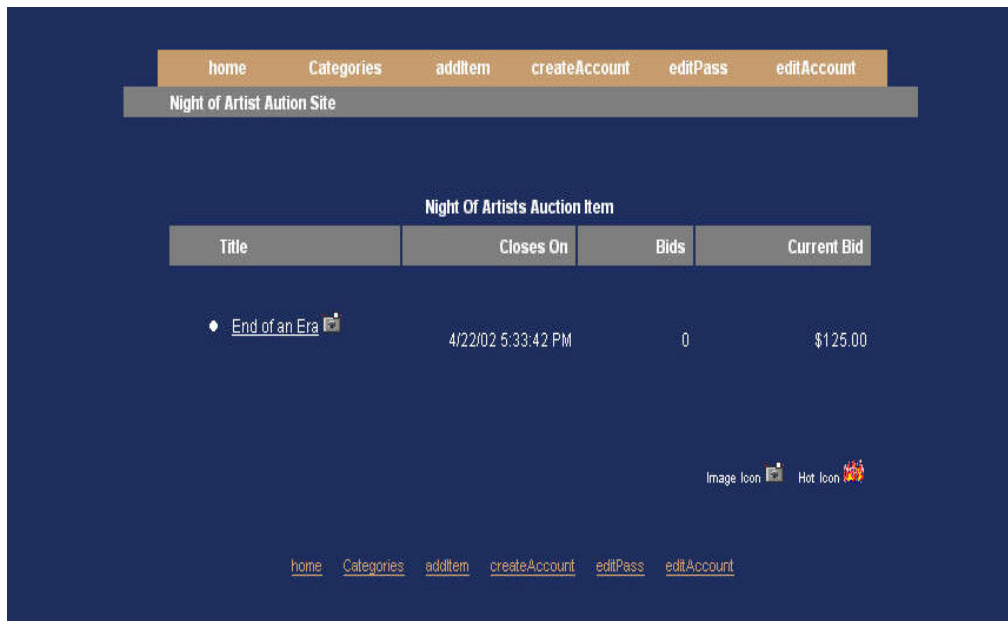 home Categories addItem createAccount editPass editAccount
Night of Artist Aution Site
Night Of Artists Auction Item
Title Closes On Bids Current Bid
End of an Era 4/22/02 5:33:42 PM 0 $125.00
Image Icon Hot Icon
home Categories addItem createAccount editPass editAccount